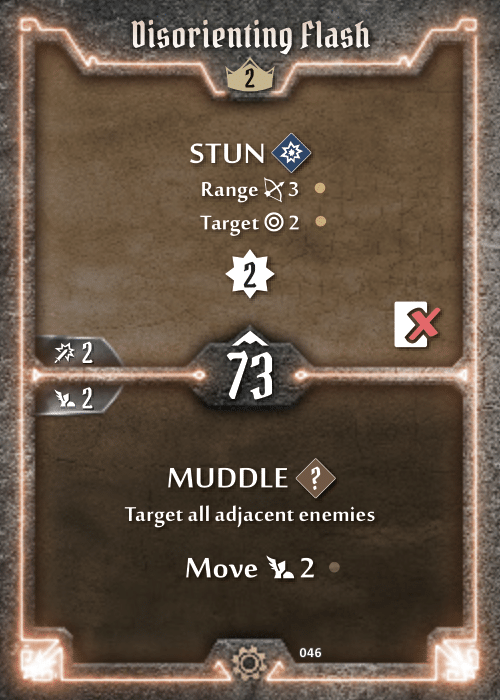 Disorienting Flash
2
STUN
Range 3
Target 2
2
2
73
2
MUDDLE ?
Target all adjacent enemies
Move 2
046